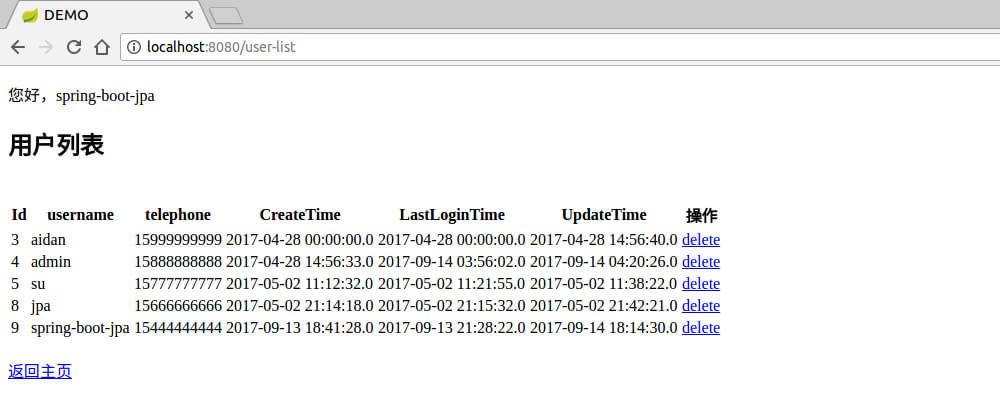 DEMO
localhost:8080/user-list
您好，spring-boot-jpa
用户列表
Id username telephone CreateTime LastLoginTime UpdateTime 操作
3 aidan 15999999999 2017-04-28 00:00:00.0 2017-04-28 00:00:00.0 2017-04-28 14:56:40.0 delete
4 admin 15888888888 2017-04-28 14:56:33.0 2017-09-14 03:56:02.0 2017-09-14 04:20:26.0 delete
5 su 15777777777 2017-05-02 11:12:32.0 2017-05-02 11:21:55.0 2017-05-02 11:38:22.0 delete
8 jpa 15666666666 2017-05-02 21:14:18.0 2017-05-02 21:15:32.0 2017-05-02 21:42:21.0 delete
9 spring-boot-jpa 15444444444 2017-09-13 18:41:28.0 2017-09-13 21:28:22.0 2017-09-14 18:14:30.0 delete
返回主页